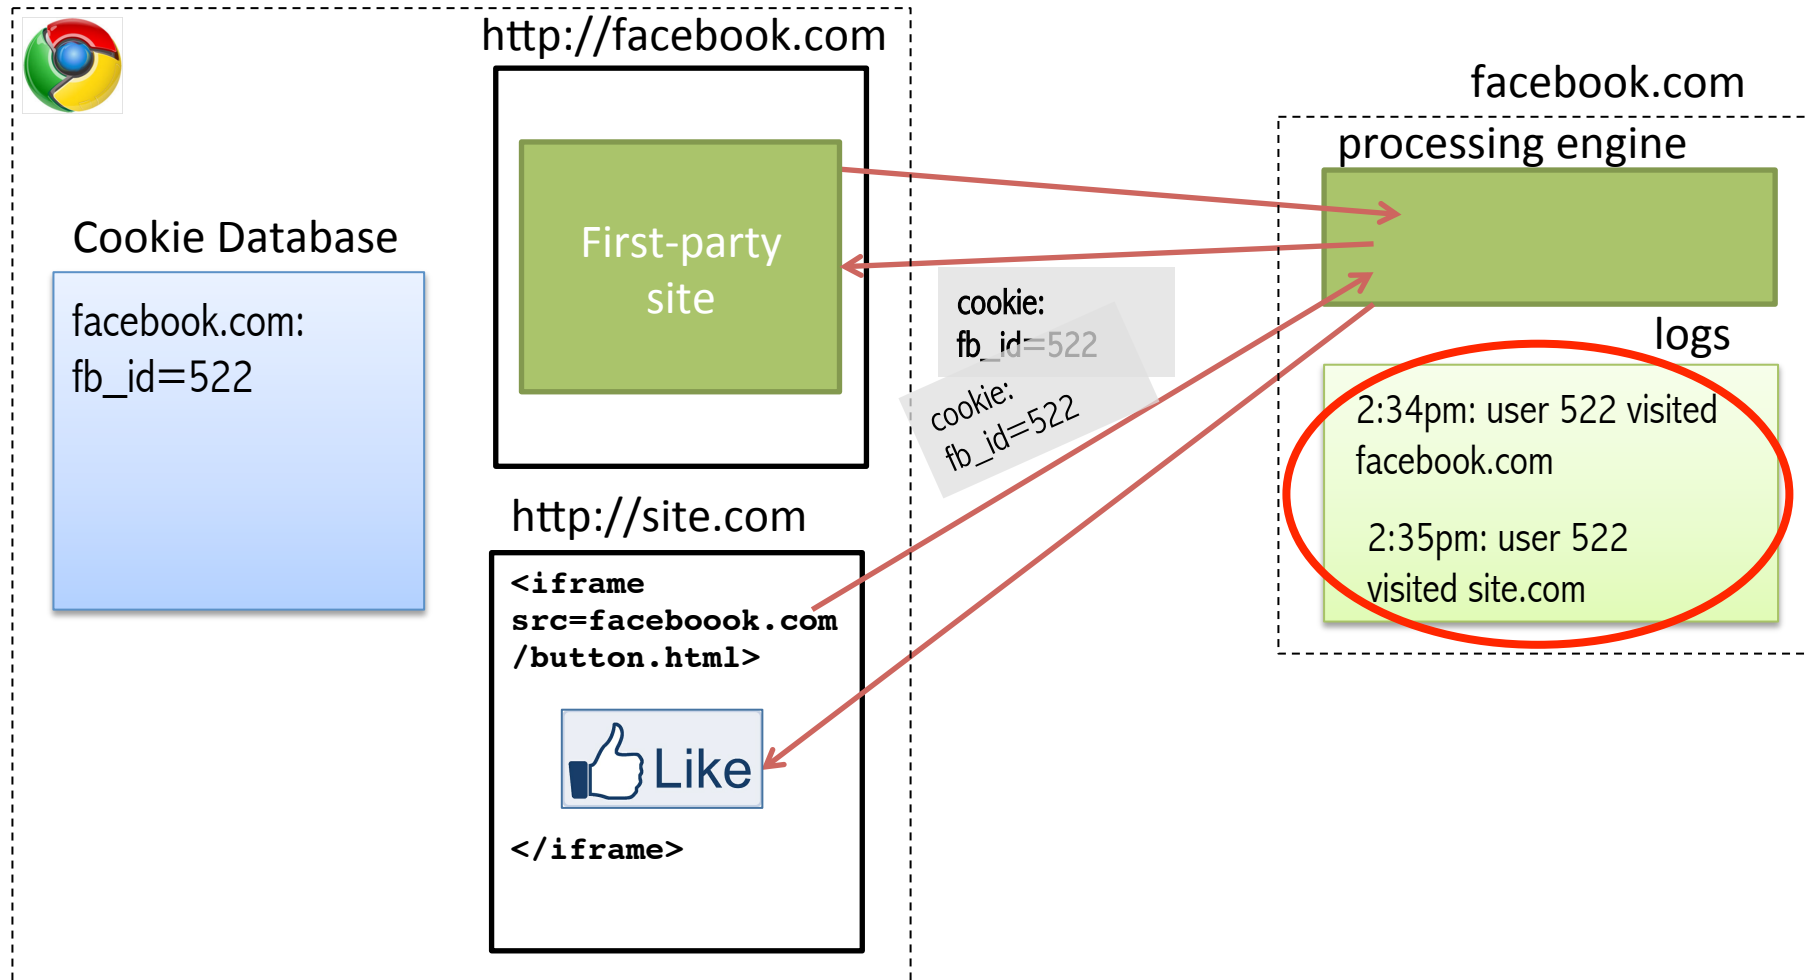 http://facebook.com
facebook.com
processing engine
Cookie Database
First-party
site
facebook.com:
fb_id=522
cookie:
fb_id=522
cookie:
fb_id=522
logs
2:34pm: user 522 visited
facebook.com
2:35pm: user 522
visited site.com
http://site.com
<iframe
src=faceboook.com
/button.html>
Like
</iframe>